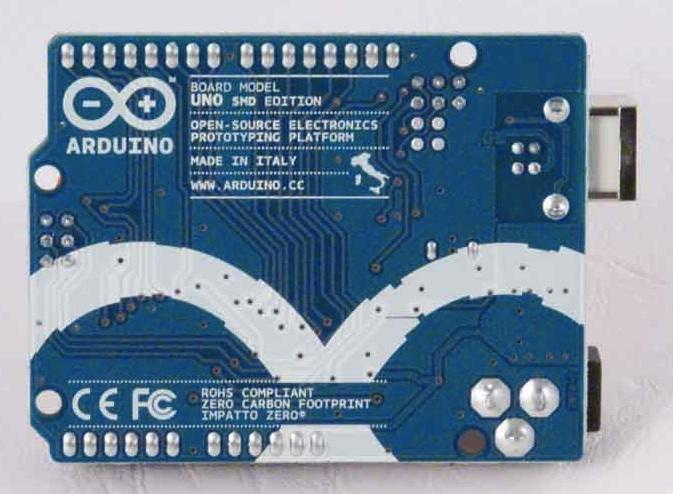 ARDUINO
™
BOARD MODEL
UNO SMD EDITION
OPEN-SOURCE ELECTRONICS
PROTOTYPING PLATFORM
MADE IN ITALY
WWW.ARDUINO.CC
CE FC
ROHS COMPLIANT
ZERO CARBON FOOTPRINT
IMPATTO ZERO®